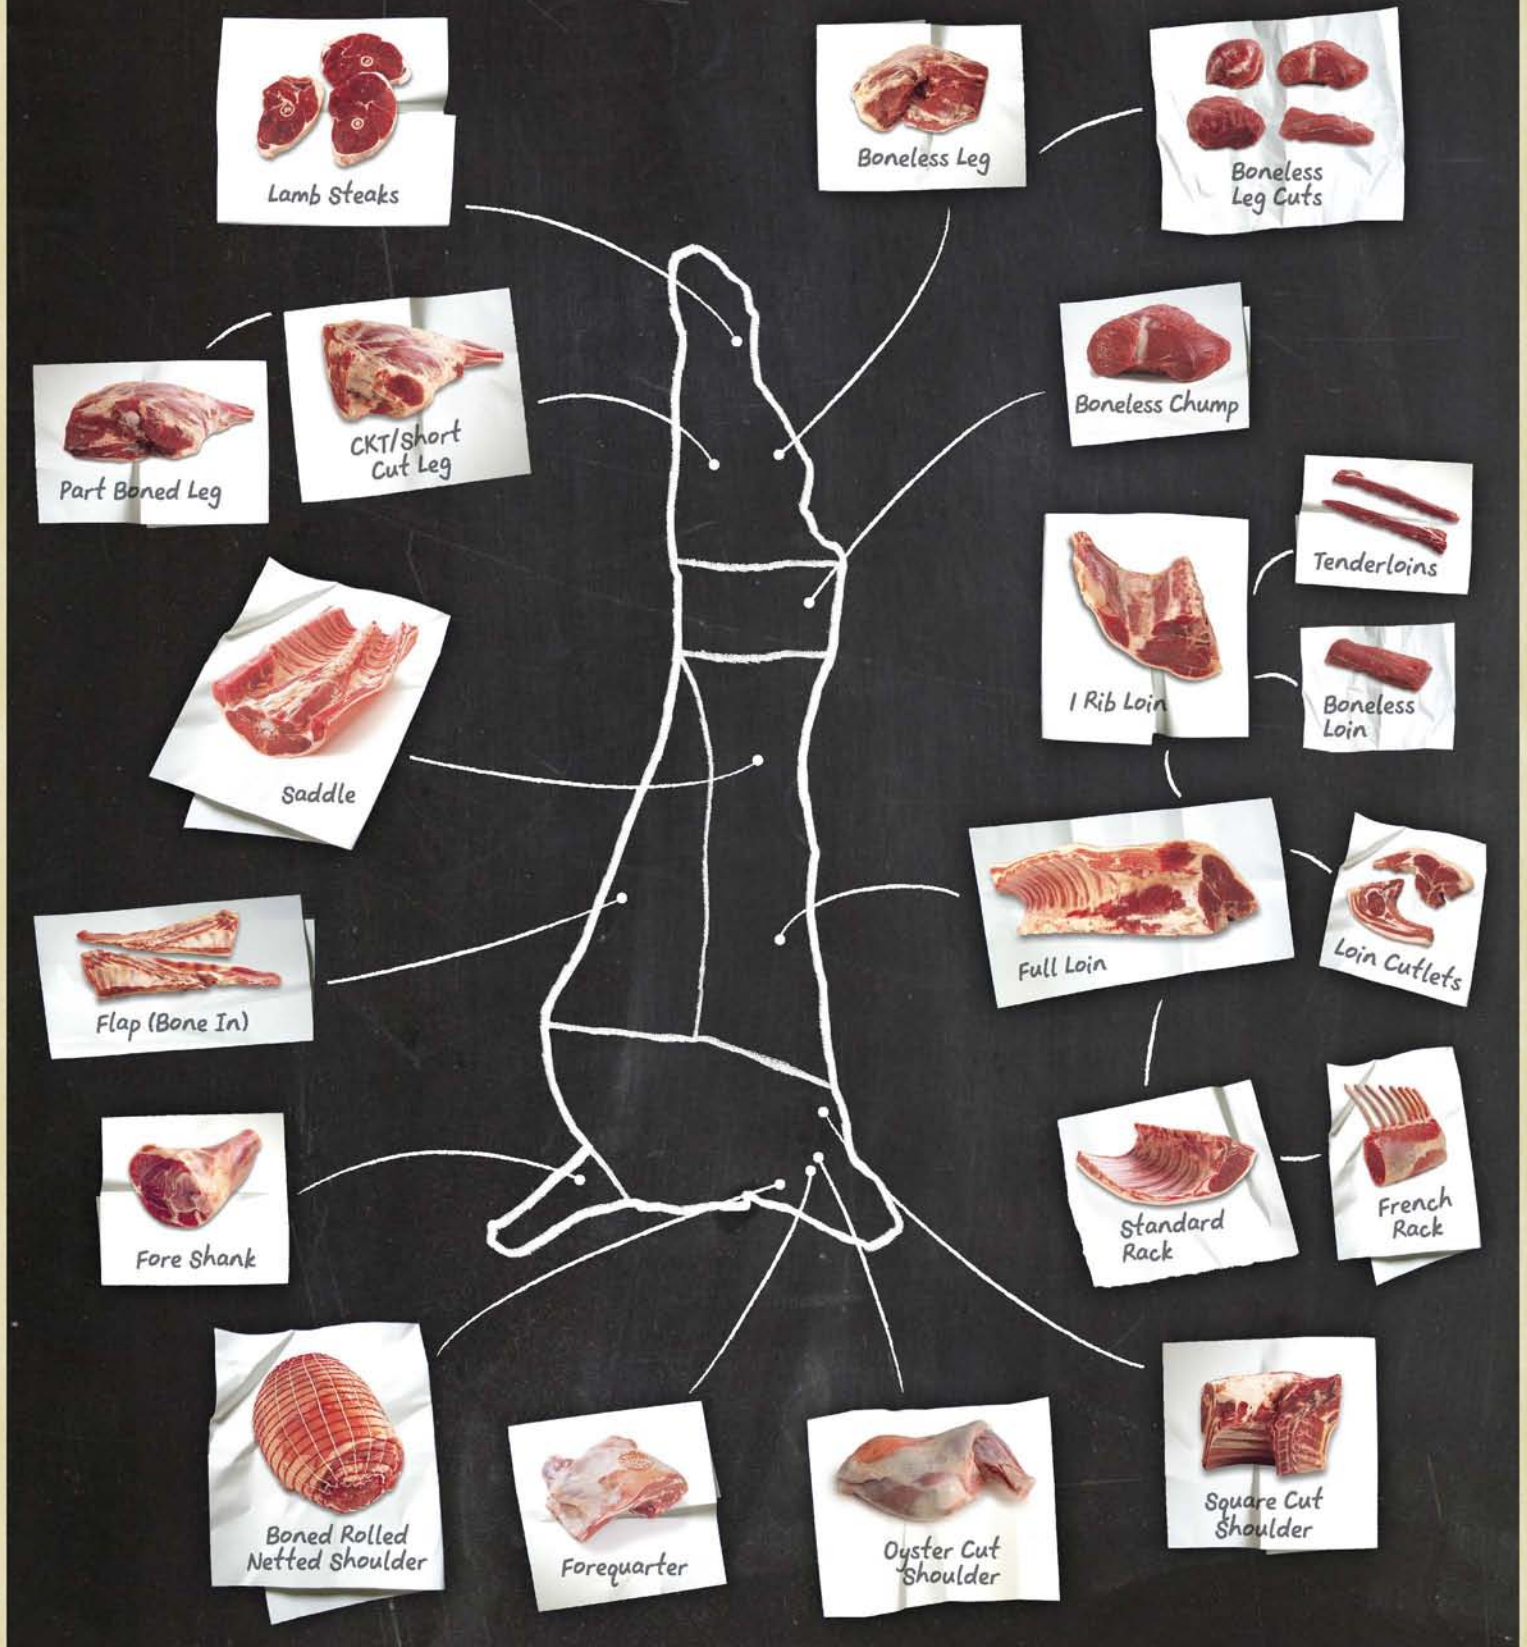 Lamb Steaks
Boneless Leg
Boneless
Leg Cuts
CKT/Short
Cut Leg
Part Boned Leg
Boneless Chump
Tenderloins
1 Rib Loin
Boneless
Loin
Saddle
Full Loin
Loin Cutlets
Flap (Bone In)
Fore Shank
Standard
Rack
French
Rack
Boned Rolled
Netted Shoulder
Forequarter
Oyster Cut
Shoulder
Square Cut
Shoulder